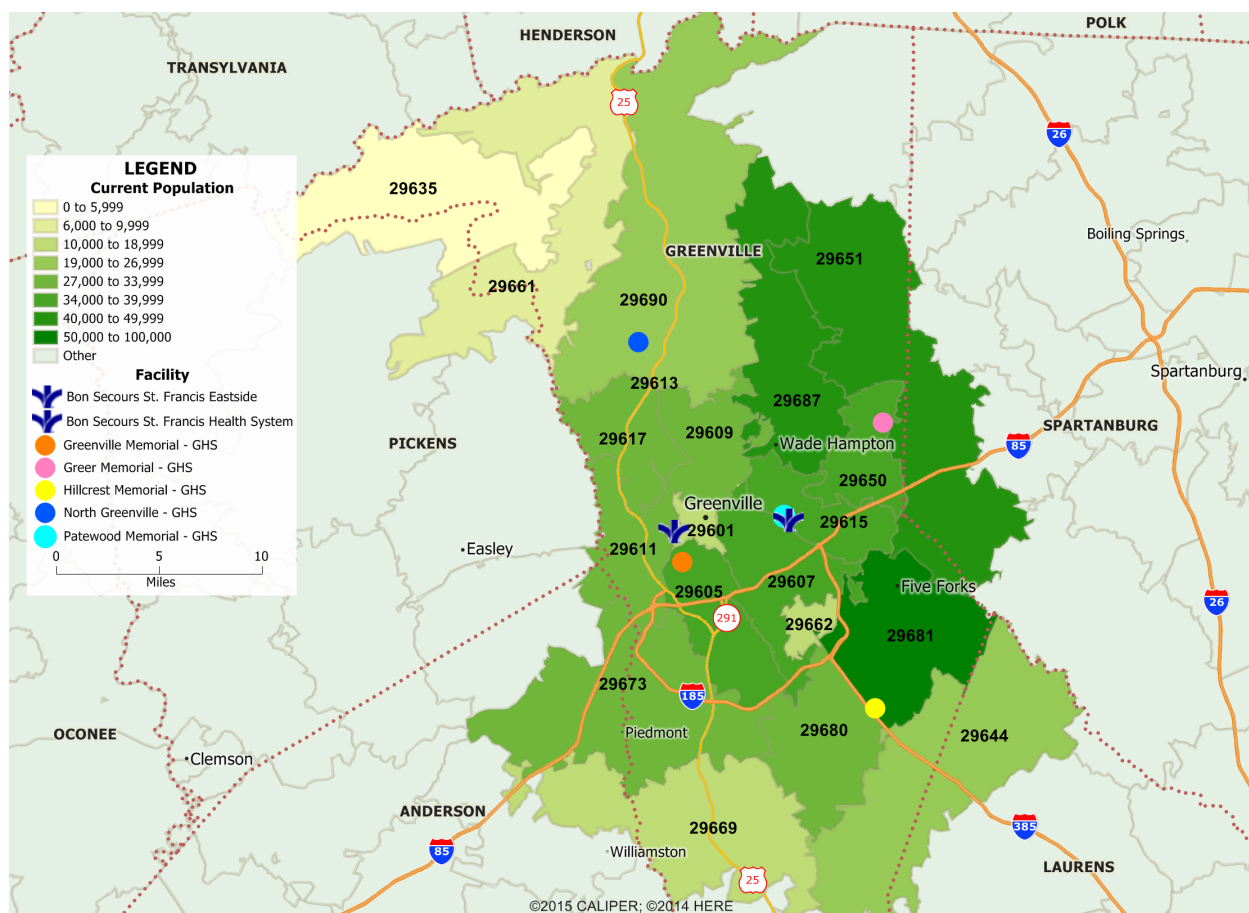 POLK
HENDERSON
TRANSYLVANIA
25
26
LEGEND
Current Population
0 to 5,999
6,000 to 9,999
10,000 to 18,999
19,000 to 26,999
27,000 to 33,999
34,000 to 39,999
40,000 to 49,999
50,000 to 100,000
Other
Facility
Bon Secours St. Francis Eastside
Bon Secours St. Francis Health System
Greenville Memorial - GHS
Greer Memorial - GHS
Hillcrest Memorial - GHS
North Greenville - GHS
Patewood Memorial - GHS
0 5 10
Miles
29635
Boiling Springs
GREENVILLE
29651
29661
29690
Spartanburg
29613
29687
SPARTANBURG
29617
29609
PICKENS
Wade Hampton
85
29650
Greenville
29615
29601
29611
Easley
29607
Five Forks
29605
26
291
29662
29681
29673
185
29680
Piedmont
29644
OCONEE
Clemson
ANDERSON
29669
385
85
Williamston
LAURENS
25
©2015 CALIPER; ©2014 HERE